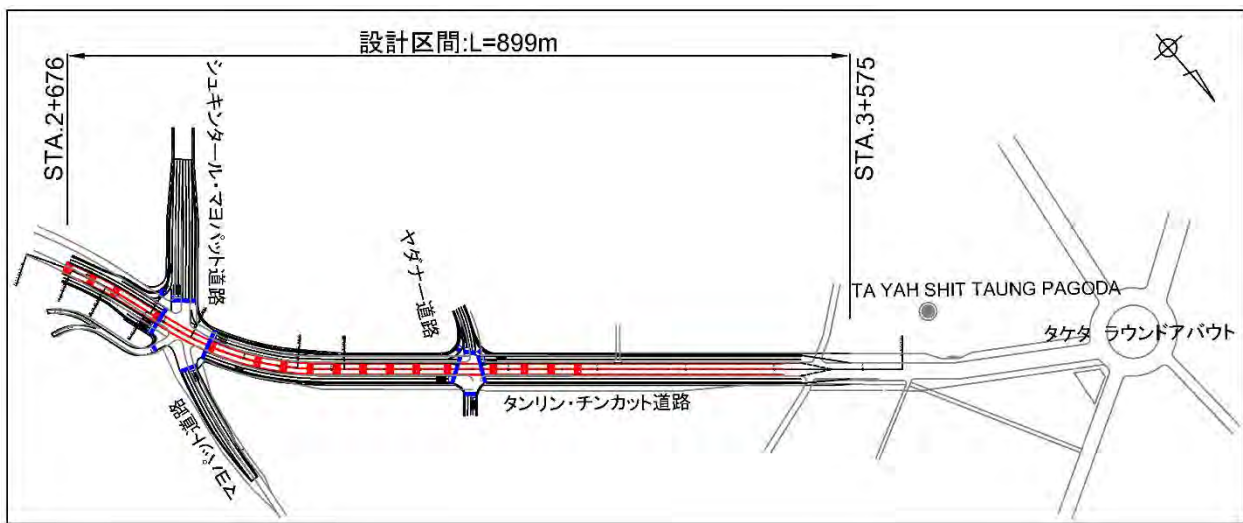 設計区間:L=899m
STA.2+676
STA.3+575
シュキンタール・マヨパット道路
ヤダナー道路
TA YAH SHIT TAUNG PAGODA
タケタ ラウンドアバウト
タンリン・チンカット道路
マヨパット道路